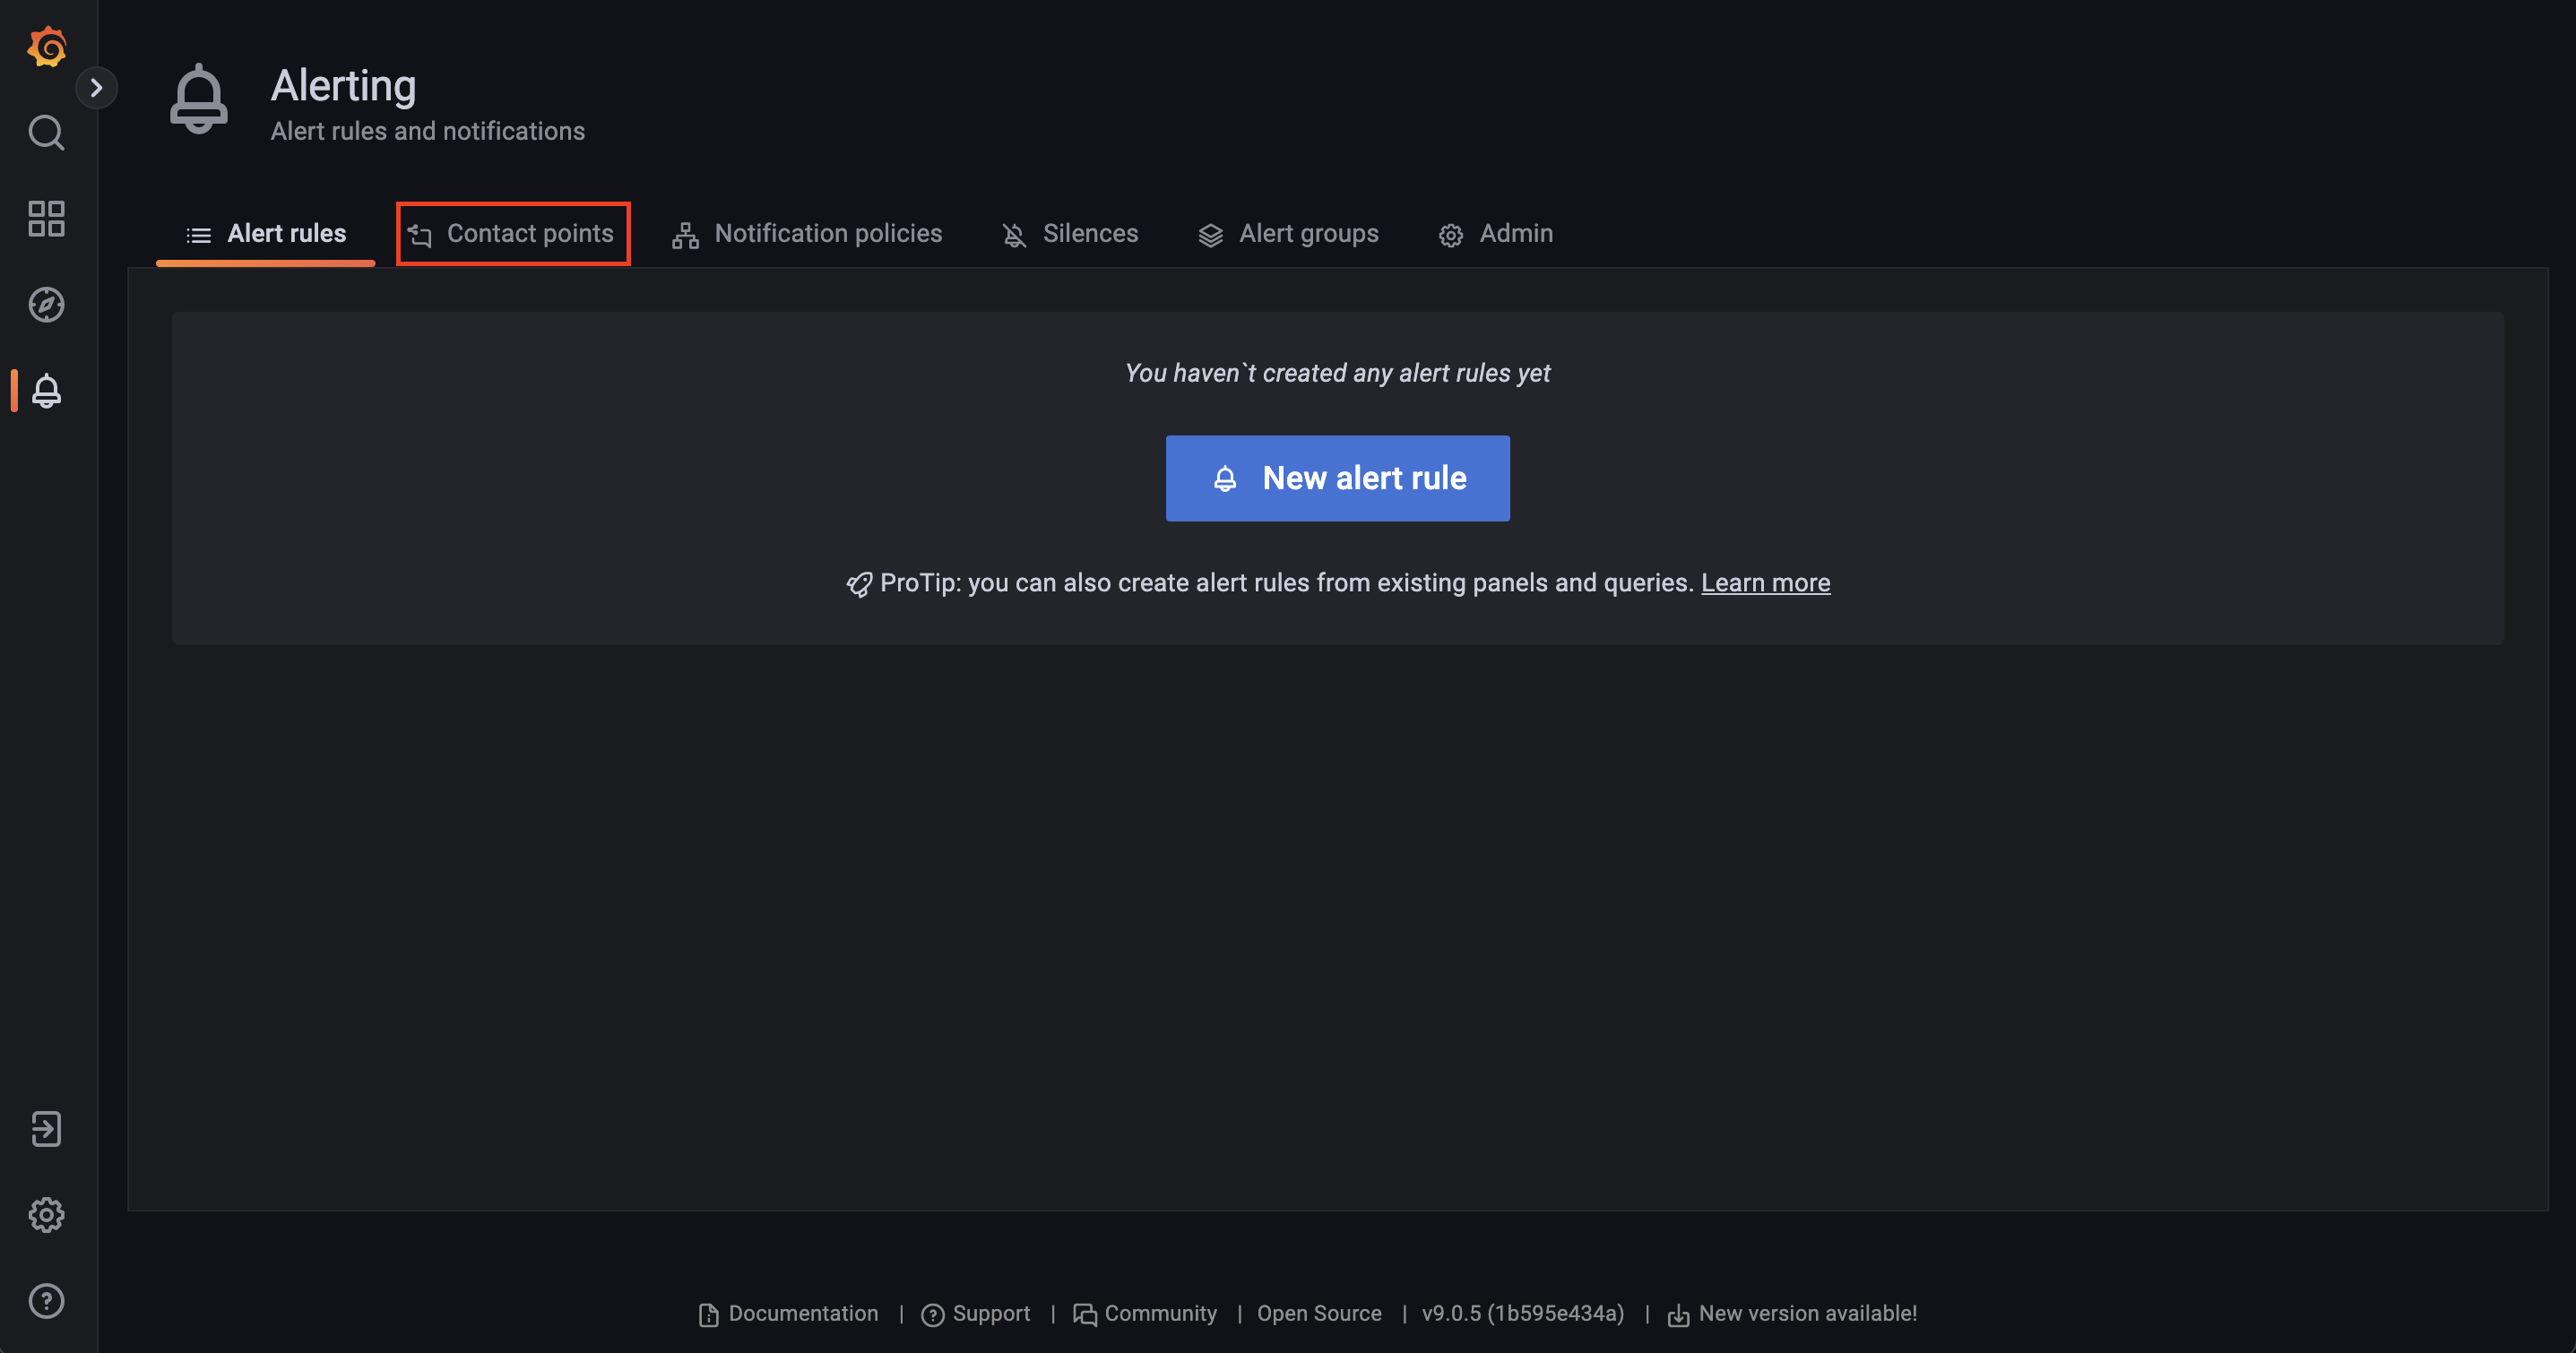 Alerting
Alert rules and notifications
Alert rules
Contact points
Notification policies
Silences
Alert groups
Admin
You haven`t created any alert rules yet
New alert rule
ProTip: you can also create alert rules from existing panels and queries. Learn more
Documentation | Support | Community | Open Source | v9.0.5 (1b595e434a) | New version available!